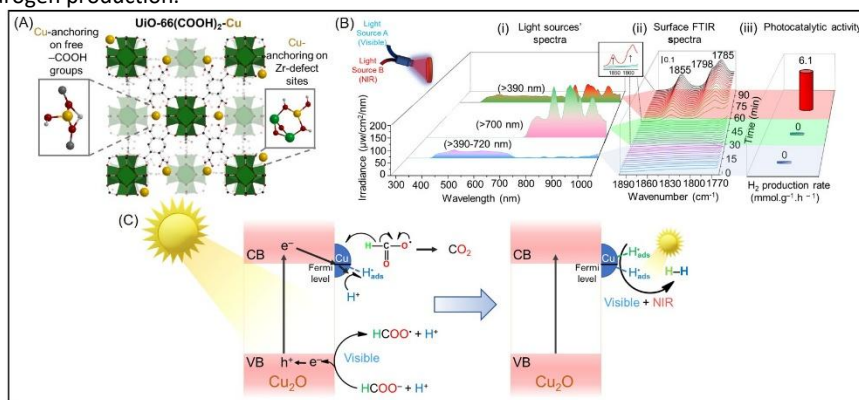 rogen production.
(A)
UiO-66(COOH)₂-Cu
Cu-anchoring
on free
–COOH
groups
Cu-
anchoring on
Zr-defect
sites
(B)
Light
Source A
(Visible)
Light
Source B
(NIR)
(i) Light sources'
spectra
(>390 nm)
(>700 nm)
(>390-720 nm)
Irradiance (μw/cm²/nm)
200
150
100
50
0
300 400 500 600 700 800 900 1000
Wavelength (nm)
(ii) Surface FTIR
spectra
0.1
1855
1798
1785
90
75
60
45
30
15
0
Time (min)
1890 1860 1830 1800 1770
Wavenumber (cm⁻¹)
(iii) Photocatalytic activity
6.1
0
0
H₂ production rate
(mmol.g⁻¹.h⁻¹)
(C)
CB
e⁻
Cu
Fermi
level
H•ads
H⁺
H
O
O•
CO₂
HCOO• + H⁺
Visible
HCOO⁻ + H⁺
VB
h⁺
e⁻
Cu₂O
CB
Cu
Fermi
level
H•ads
H•ads
H–H
Visible + NIR
VB
Cu₂O